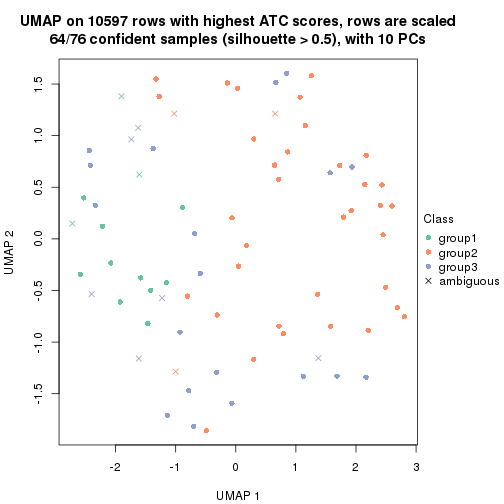 UMAP on 10597 rows with highest ATC scores, rows are scaled
64/76 confident samples (silhouette > 0.5), with 10 PCs
1.5
1.0
0.5
0.0
-0.5
-1.0
-1.5
UMAP 2
-2
-1
0
1
2
3
UMAP 1
Class
group1
group2
group3
ambiguous